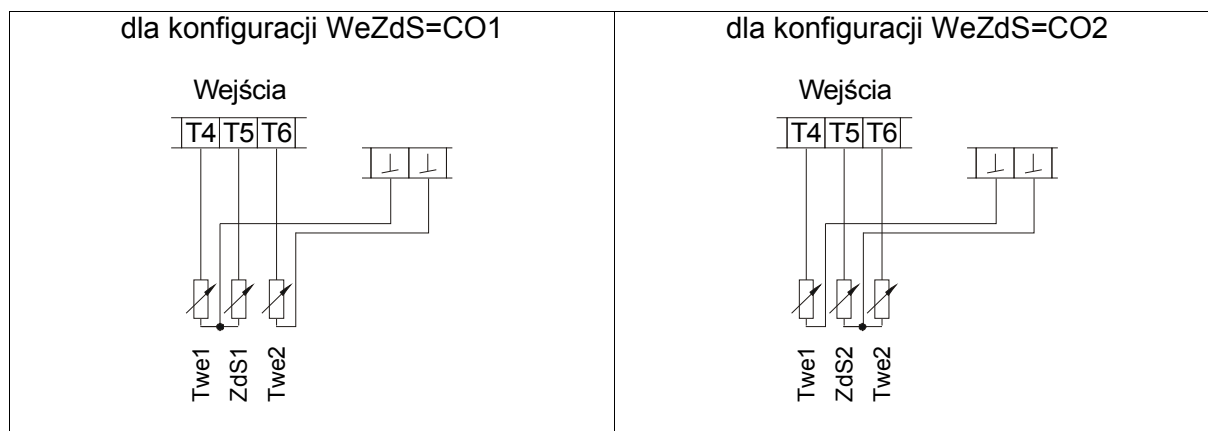 dla konfiguracji WeZdS=CO1
Wejścia
T4 T5 T6
Twe1
ZdS1
Twe2
dla konfiguracji WeZdS=CO2
Wejścia
T4 T5 T6
Twe1
ZdS2
Twe2